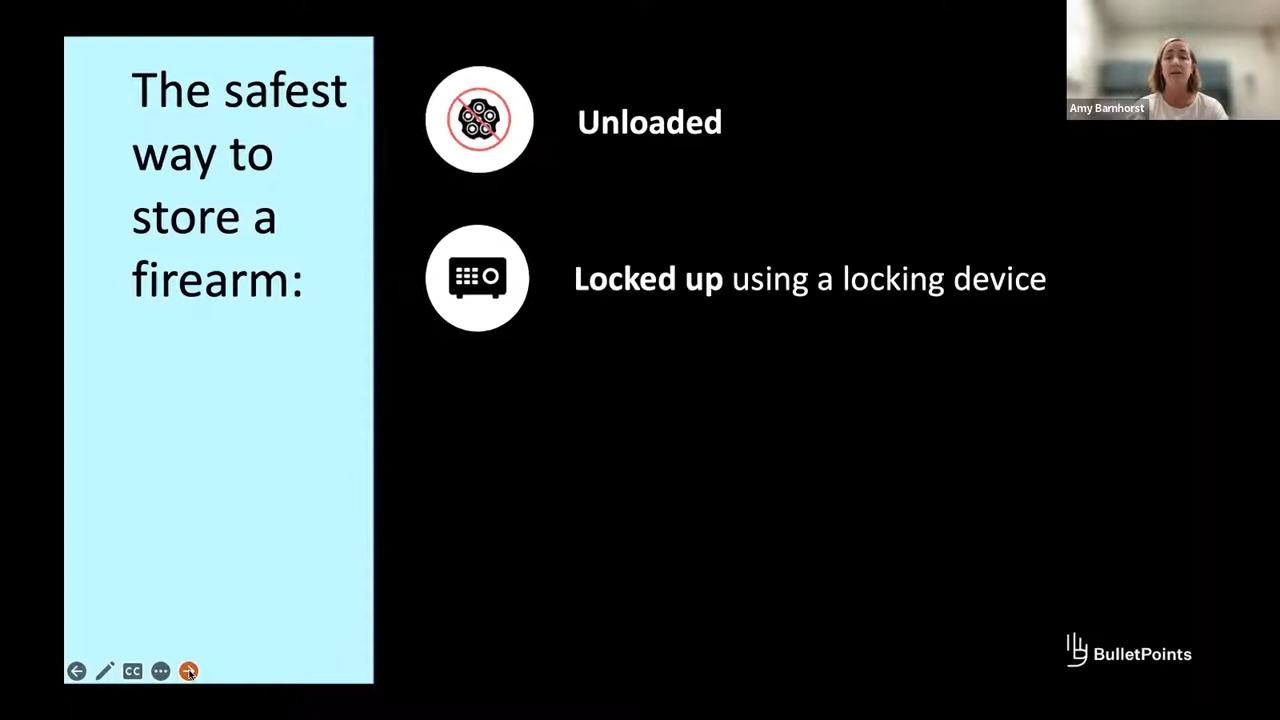 The safest
way to
store a
firearm:
Unloaded
Locked up using a locking device
Amy Barnhorst
CC
BulletPoints